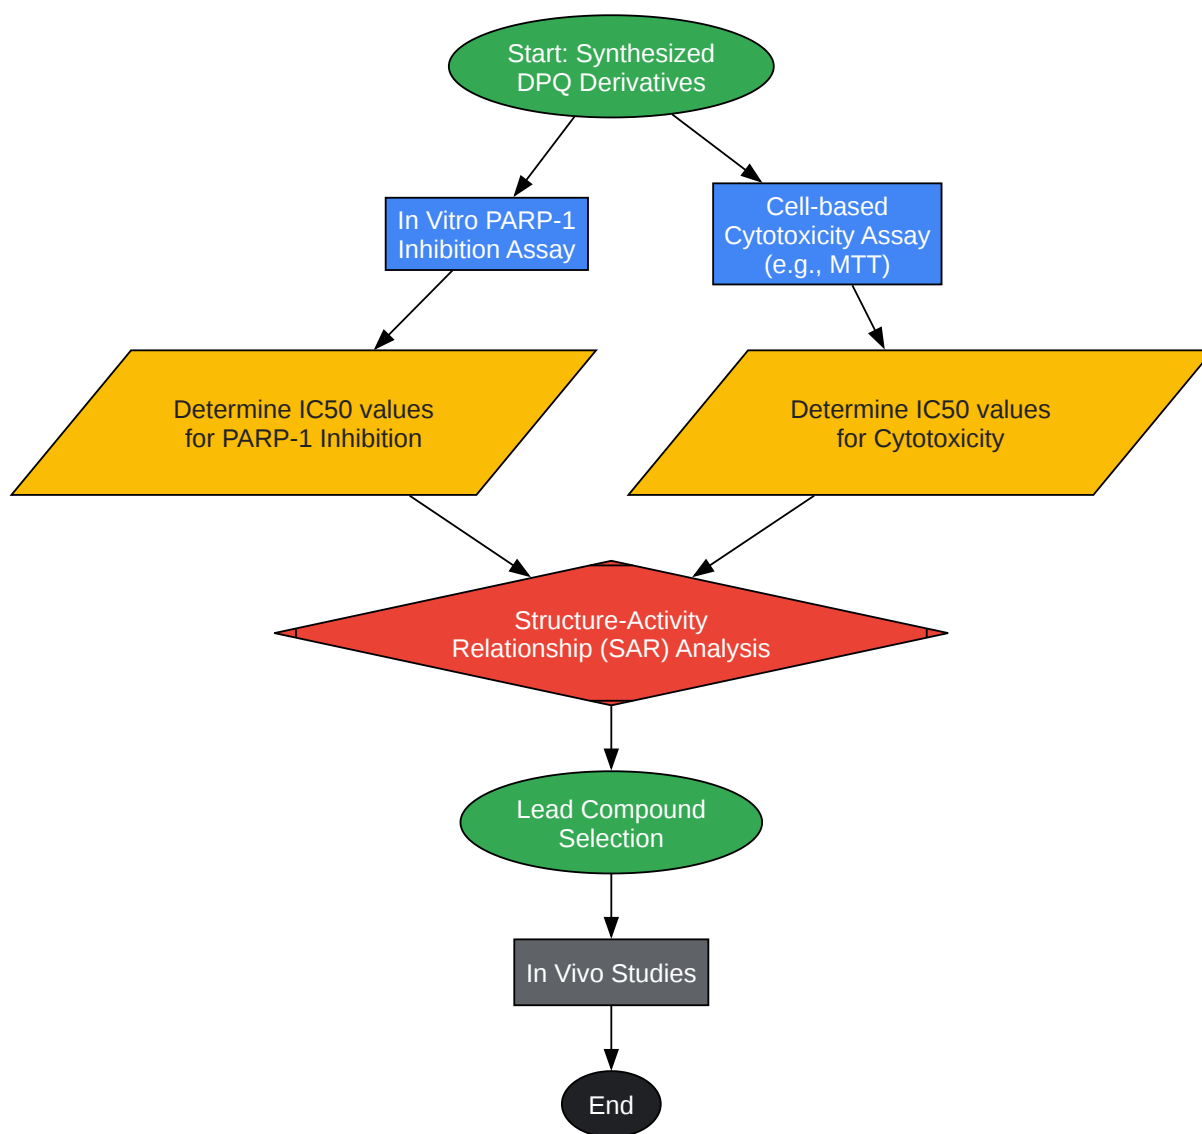 Start: Synthesized
DPQ Derivatives
In Vitro PARP-1
Inhibition Assay
Cell-based
Cytotoxicity Assay
(e.g., MTT)
Determine IC50 values
for PARP-1 Inhibition
Determine IC50 values
for Cytotoxicity
Structure-Activity
Relationship (SAR) Analysis
Lead Compound
Selection
In Vivo Studies
End